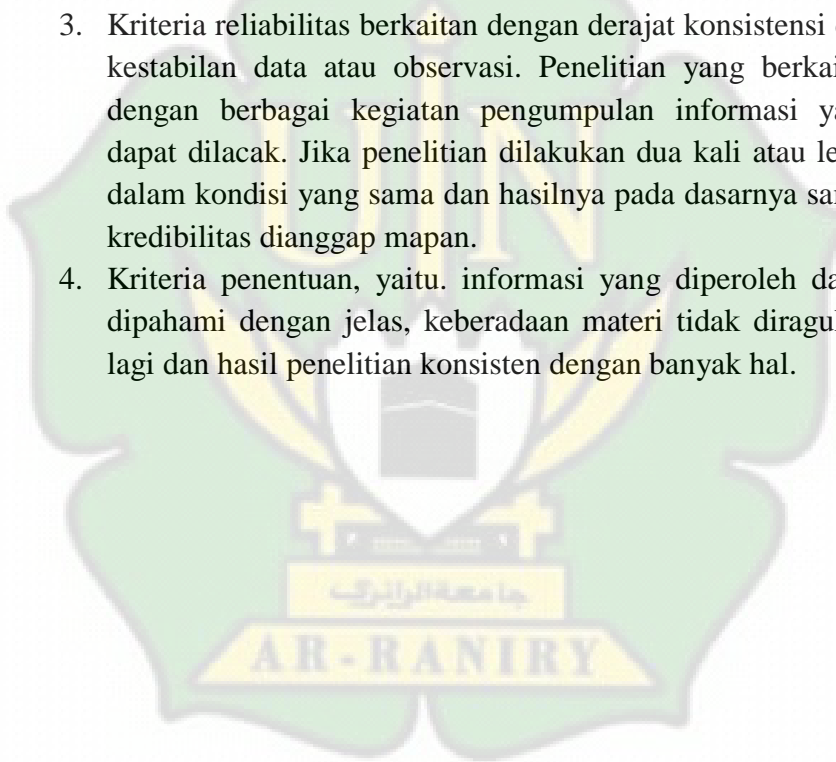 3. Kriteria reliabilitas berkaitan dengan derajat konsistensi
kestabilan data atau observasi. Penelitian yang
dengan berbagai kegiatan pengumpulan informasi
dapat dilacak. Jika penelitian dilakukan dua kali atau
dalam kondisi yang sama dan hasilnya pada dasarnya
kredibilitas dianggap mapan.
4. Kriteria penentuan, yaitu. informasi yang diperoleh
dipahami dengan jelas, keberadaan materi tidak
lagi dan hasil penelitian konsisten dengan banyak hal.
UIN
جامعة الرانري
AR-RANIRY